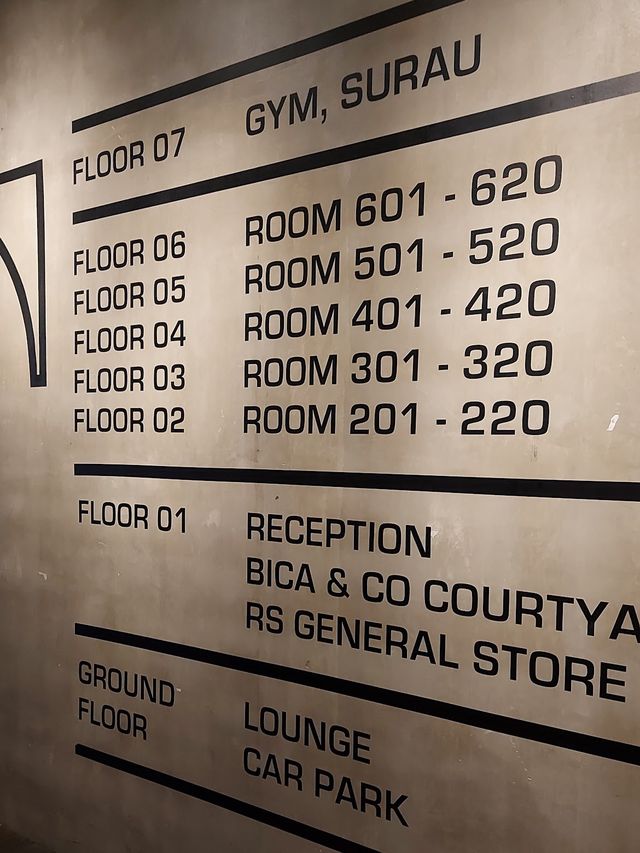 FLOOR 07 GYM, SURAU
FLOOR 06 ROOM 601 - 620
FLOOR 05 ROOM 501 - 520
FLOOR 04 ROOM 401 - 420
FLOOR 03 ROOM 301 - 320
FLOOR 02 ROOM 201 - 220
FLOOR 01 RECEPTION
BICA & CO COURTYA
RS GENERAL STORE
GROUND FLOOR LOUNGE
CAR PARK